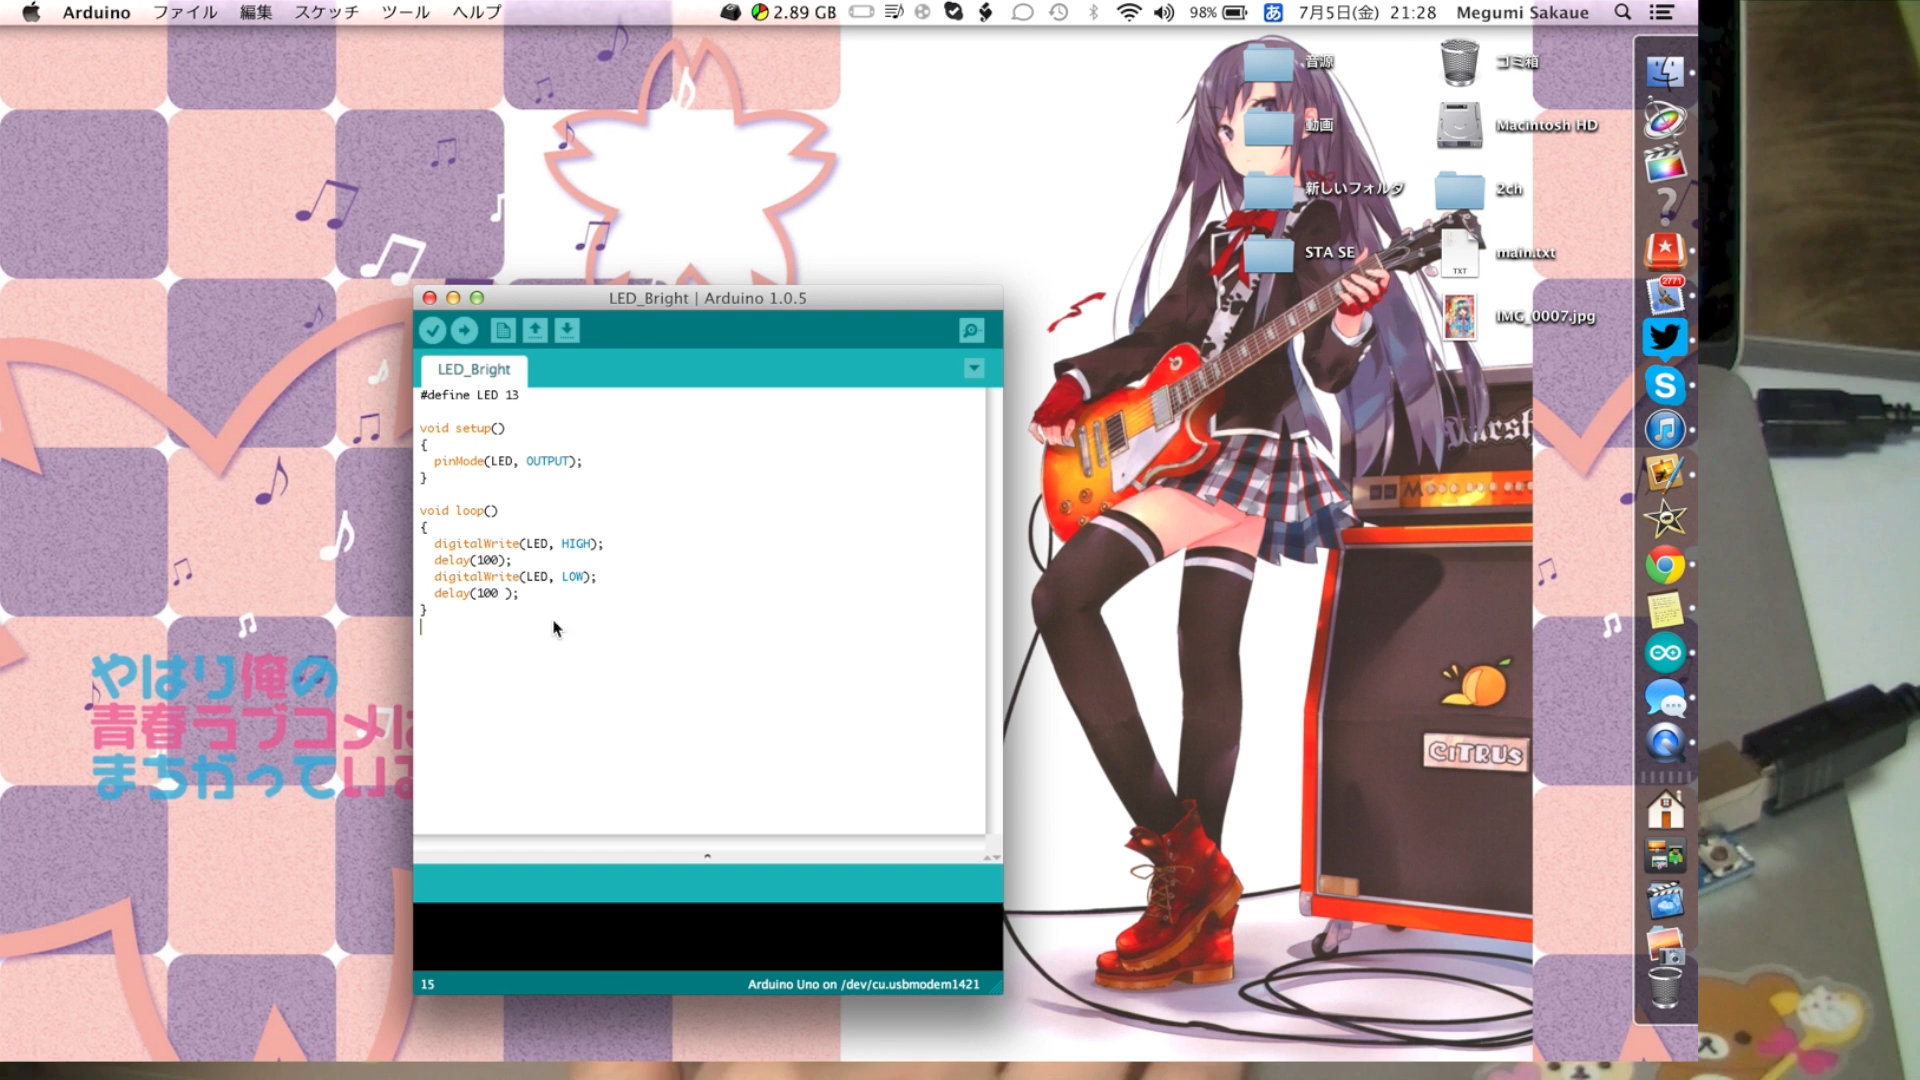 Arduino ファイル 編集 スケッチ ツール ヘルプ 2.89 GB 98% あ 7月5日(金) 21:28 Megumi Sakaue
音源
ゴミ箱
動画
Macintosh HD
新しいフォルダ
2ch
STA SE
main.txt
TXT
IMG_0007.jpg
2771
LED_Bright | Arduino 1.0.5
LED_Bright
#define LED 13
void setup()
{
pinMode(LED, OUTPUT);
}
void loop()
{
digitalWrite(LED, HIGH);
delay(100);
digitalWrite(LED, LOW);
delay(100 );
}
15
Arduino Uno on /dev/cu.usbmodem1421
やはり俺の
青春ラブコメは
まちがっている
CiTRUS